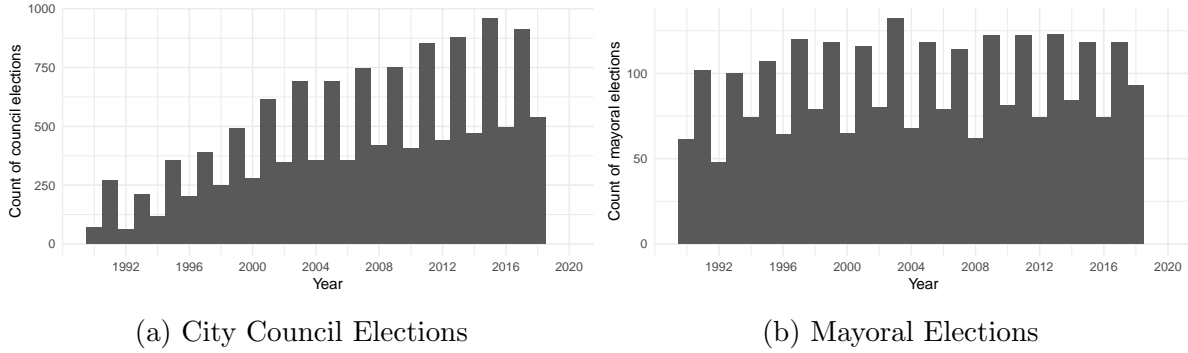 1000
750
500
250
0
Count of council elections
1992 1996 2000 2004 2008 2012 2016 2020
Year
(a) City Council Elections
100
50
0
Count of mayoral elections
1992 1996 2000 2004 2008 2012 2016 2020
Year
(b) Mayoral Elections